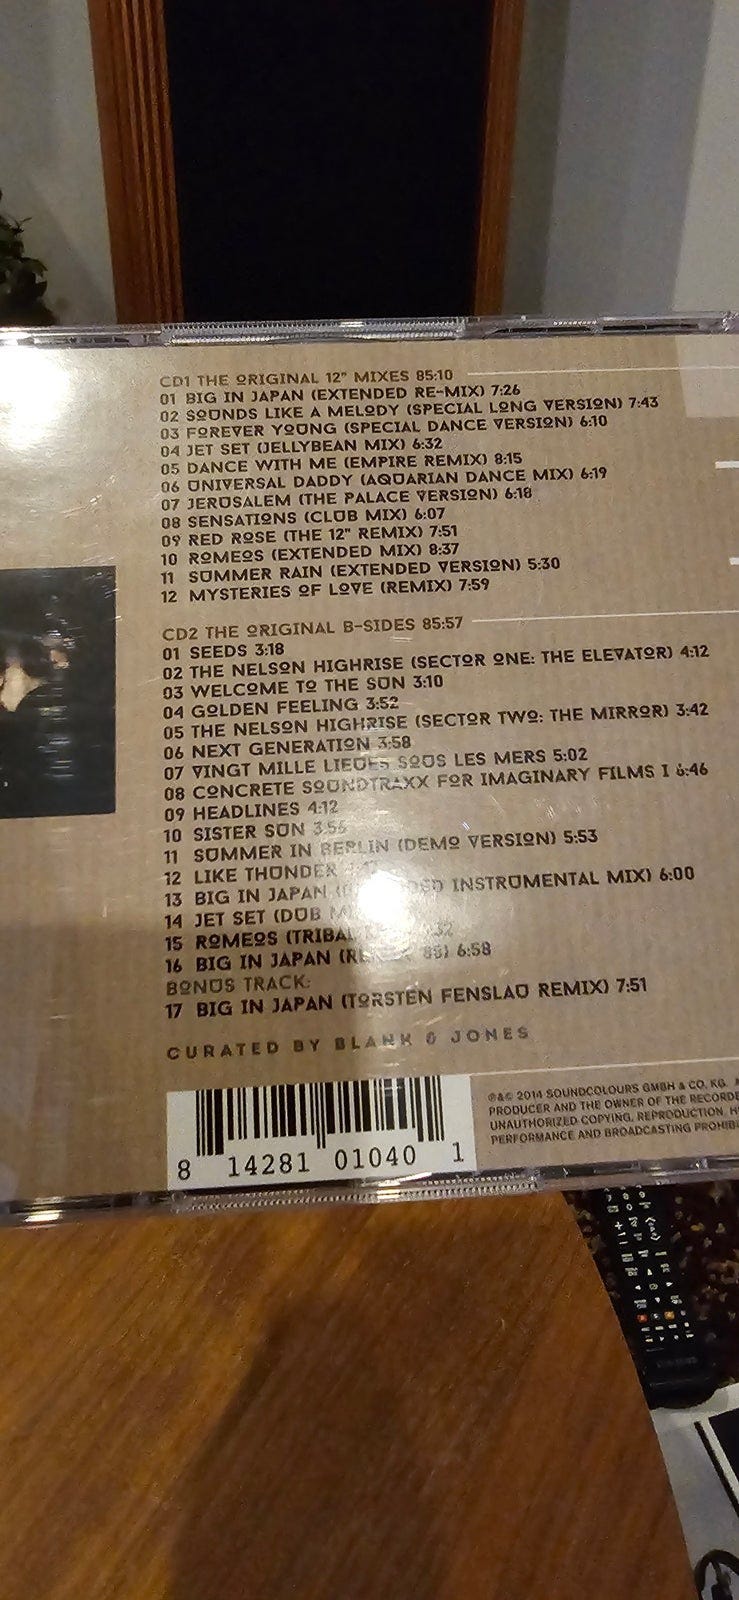 CD1 THE ORIGINAL 12" MIXES 85:10
01 BIG IN JAPAN (EXTENDED RE-MIX) 7:26
02 SOUNDS LIKE A MELODY (SPECIAL LONG VERSION) 7:43
03 FOREVER YOUNG (SPECIAL DANCE VERSION) 6:10
04 JET SET (JELLYBEAN MIX) 6:32
05 DANCE WITH ME (EMPIRE REMIX) 8:15
06 UNIVERSAL DADDY (AQUARIAN DANCE MIX) 6:19
07 JERUSALEM (THE PALACE VERSION) 6:18
08 SENSATIONS (CLUB MIX) 6:07
09 RED ROSE (THE 12" REMIX) 7:51
10 ROMEOS (EXTENDED MIX) 8:37
11 SUMMER RAIN (EXTENDED VERSION) 5:30
12 MYSTERIES OF LOVE (REMIX) 7:59
CD2 THE ORIGINAL B-SIDES 85:57
01 SEEDS 3:18
02 THE NELSON HIGHRISE (SECTOR ONE: THE ELEVATOR) 4:12
03 WELCOME TO THE SUN 3:10
04 GOLDEN FEELING 3:52
05 THE NELSON HIGHRISE (SECTOR TWO: THE MIRROR) 3:42
06 NEXT GENERATION 3:58
07 VINGT MILLE LIEUES SOUS LES MERS 5:02
08 CONCRETE SOUNDTRAXX FOR IMAGINARY FILMS I 6:46
09 HEADLINES 4:12
10 SISTER SUN
11 SUMMER IN BERLIN (DEMO VERSION) 5:53
12 LIKE THUNDER
13 BIG IN JAPAN INSTRUMENTAL MIX) 6:00
14 JET SET (DUB
15 ROMEOS
16 BIG IN JAPAN 6:58
BONUS TRACK:
17 BIG IN JAPAN (TORSTEN FENSLAU REMIX) 7:51
CURATED BY BLANK & JONES
8 14281 01040 1
℗&© 2014 SOUNDCOLOURS GMBH & CO. KG.
PRODUCER AND THE OWNER OF THE
UNAUTHORIZED COPYING, REPRODUCTION,
PERFORMANCE AND BROADCASTING